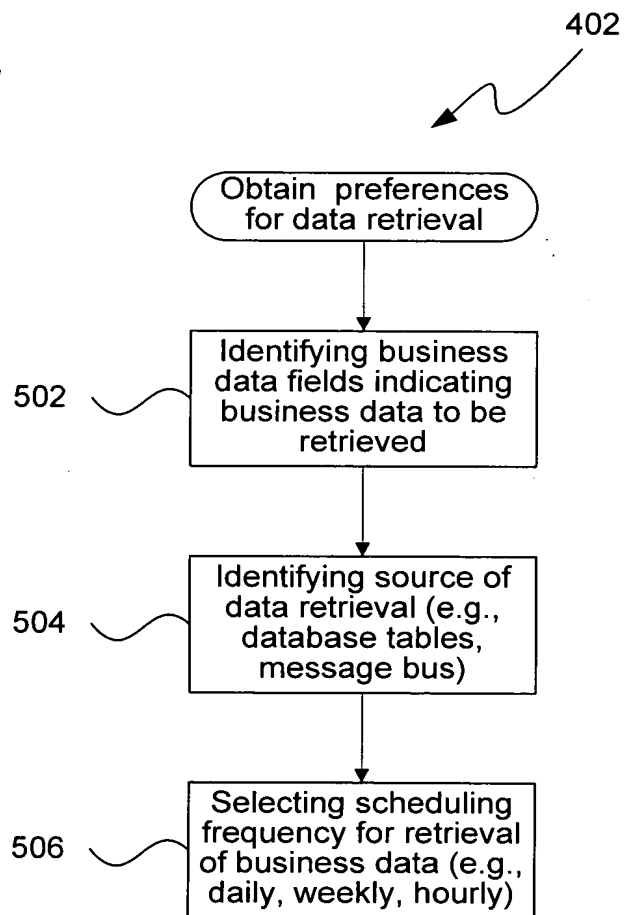 402
Obtain preferences
for data retrieval
Identifying business
data fields indicating
business data to be
retrieved
502
Identifying source of
data retrieval (e.g.,
database tables,
message bus)
504
Selecting scheduling
frequency for retrieval
of business data (e.g.,
daily, weekly, hourly)
506